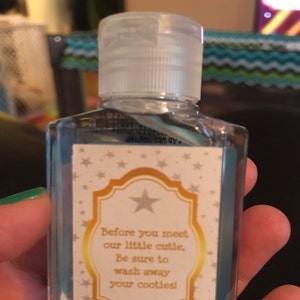 Before you meet
our little cutie,
Be sure to
wash away
your cooties!